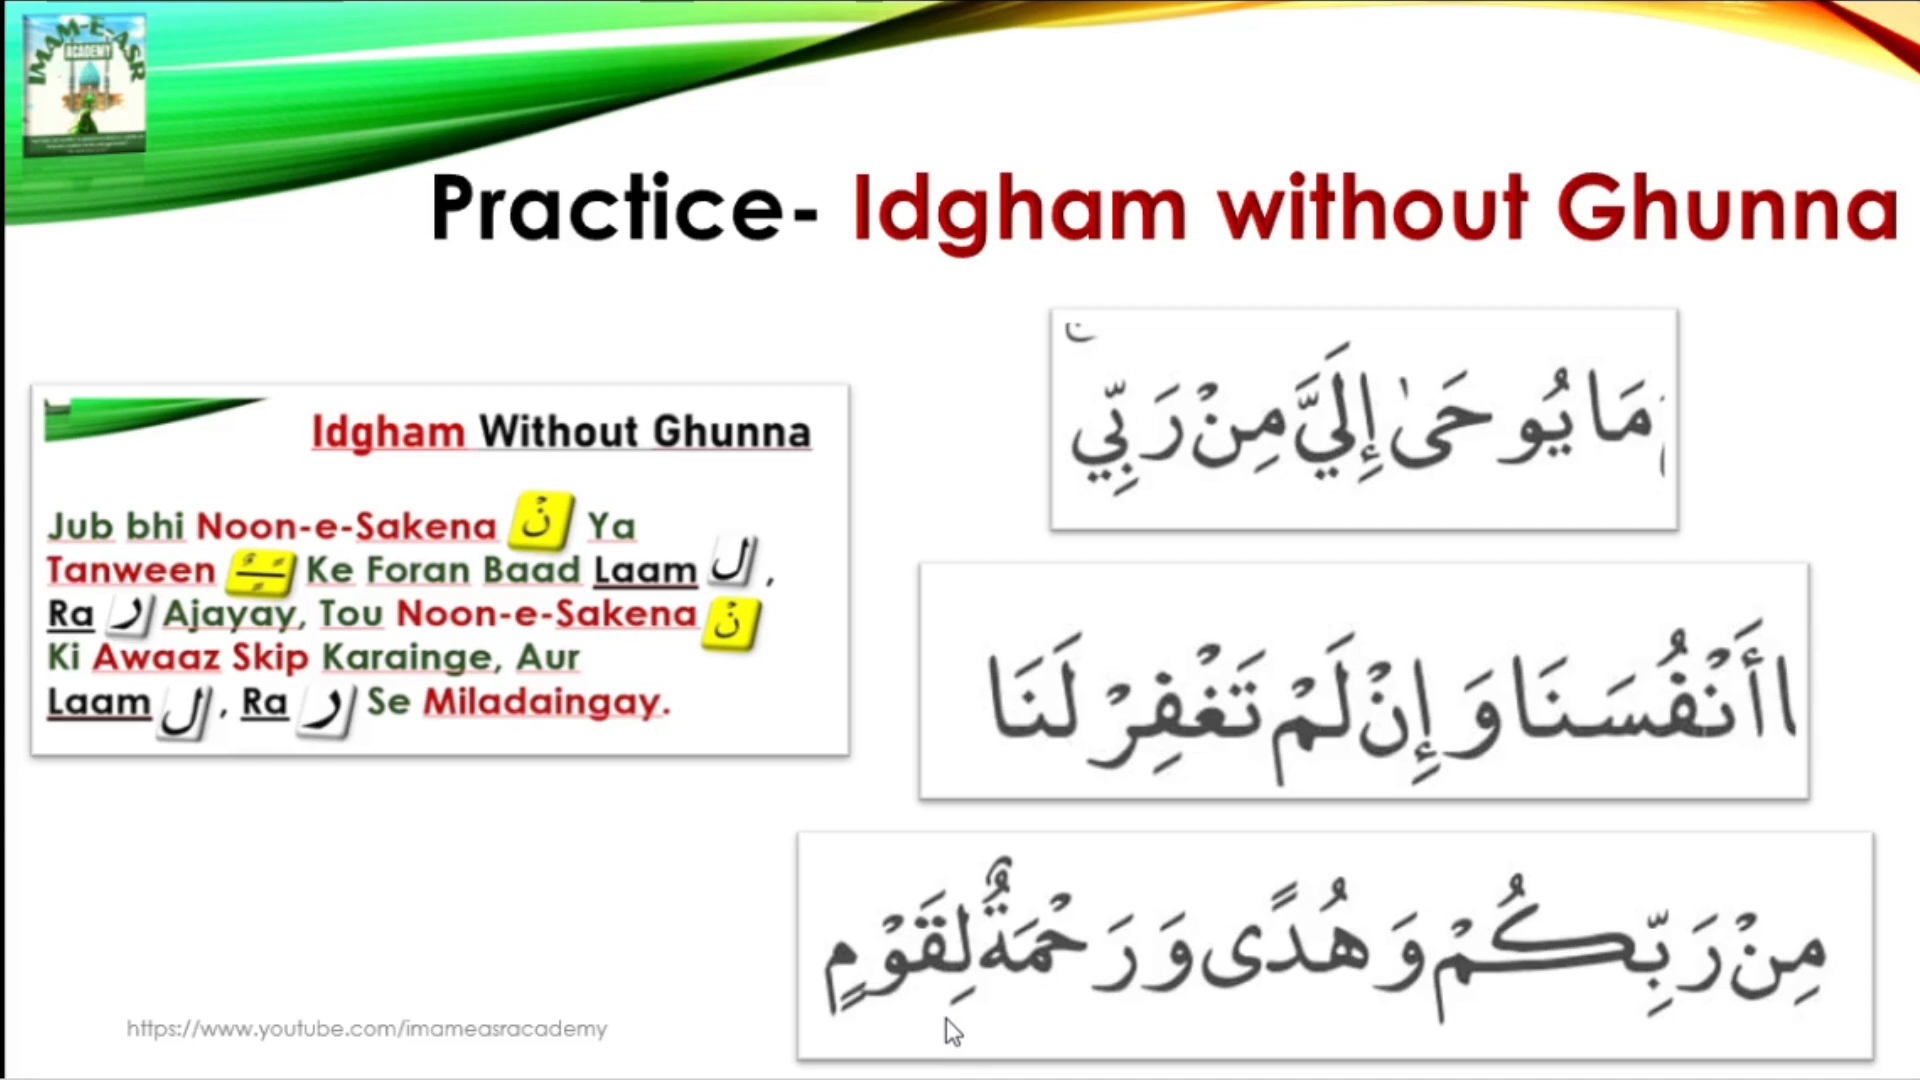 IMAM-E-ASR
ACADEMY
Practice- Idgham without Ghunna
Idgham Without Ghunna
Jub bhi Noon-e-Sakena نْ Ya
Tanween ـًـٍـٌ Ke Foran Baad Laam ل ,
Ra ر Ajayay, Tou Noon-e-Sakena نْ
Ki Awaaz Skip Karainge, Aur
Laam ل , Ra ر Se Miladaingay.
مَا يُوحَىٰ إِلَيَّ مِنْ رَبِّي
ا أَنْفُسَنَا وَ إِنْ لَمْ تَغْفِرْ لَنَا
مِنْ رَبِّكُمْ وَ هُدًى وَ رَحْمَةٌ لِقَوْمٍ
https://www.youtube.com/imameasracademy